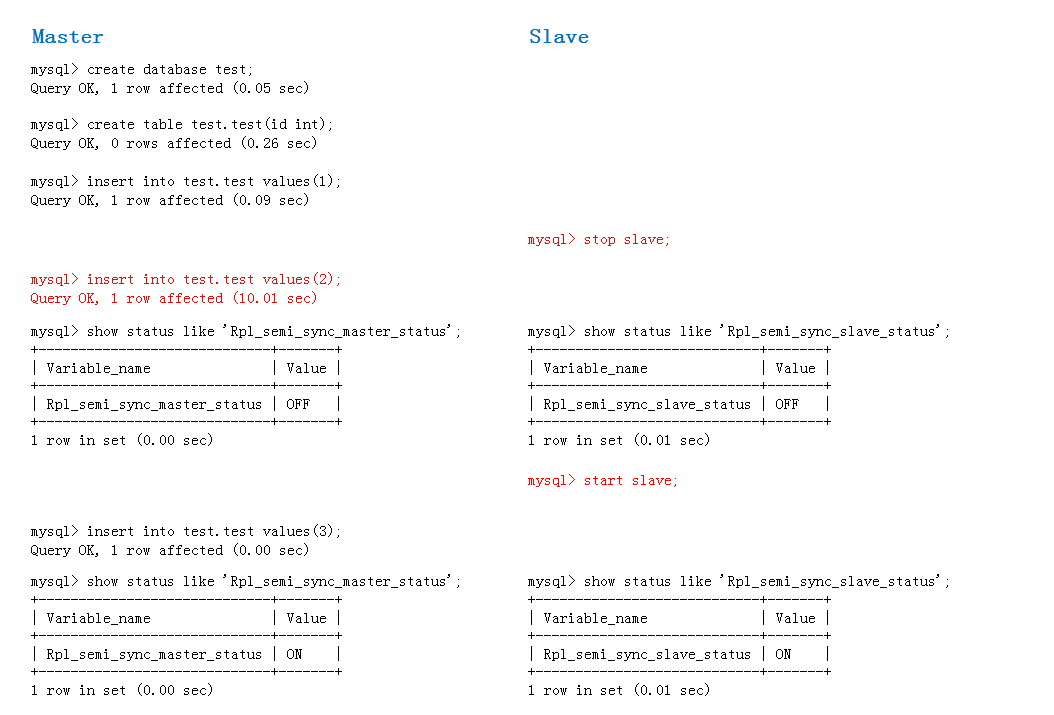 Master Slave
mysql> create database test;
Query OK, 1 row affected (0.05 sec)
mysql> create table test.test(id int);
Query OK, 0 rows affected (0.26 sec)
mysql> insert into test.test values(1);
Query OK, 1 row affected (0.09 sec)
mysql> stop slave;
mysql> insert into test.test values(2);
Query OK, 1 row affected (10.01 sec)
mysql> show status like 'Rpl_semi_sync_master_status'; mysql> show status like 'Rpl_semi_sync_slave_status';
+-----------------------------+-------+ +----------------------------+-------+
| Variable_name | Value | | Variable_name | Value |
+-----------------------------+-------+ +----------------------------+-------+
| Rpl_semi_sync_master_status | OFF | | Rpl_semi_sync_slave_status | OFF |
+-----------------------------+-------+ +----------------------------+-------+
1 row in set (0.00 sec) 1 row in set (0.01 sec)
mysql> start slave;
mysql> insert into test.test values(3);
Query OK, 1 row affected (0.00 sec)
mysql> show status like 'Rpl_semi_sync_master_status'; mysql> show status like 'Rpl_semi_sync_slave_status';
+-----------------------------+-------+ +----------------------------+-------+
| Variable_name | Value | | Variable_name | Value |
+-----------------------------+-------+ +----------------------------+-------+
| Rpl_semi_sync_master_status | ON | | Rpl_semi_sync_slave_status | ON |
+-----------------------------+-------+ +----------------------------+-------+
1 row in set (0.00 sec) 1 row in set (0.01 sec)